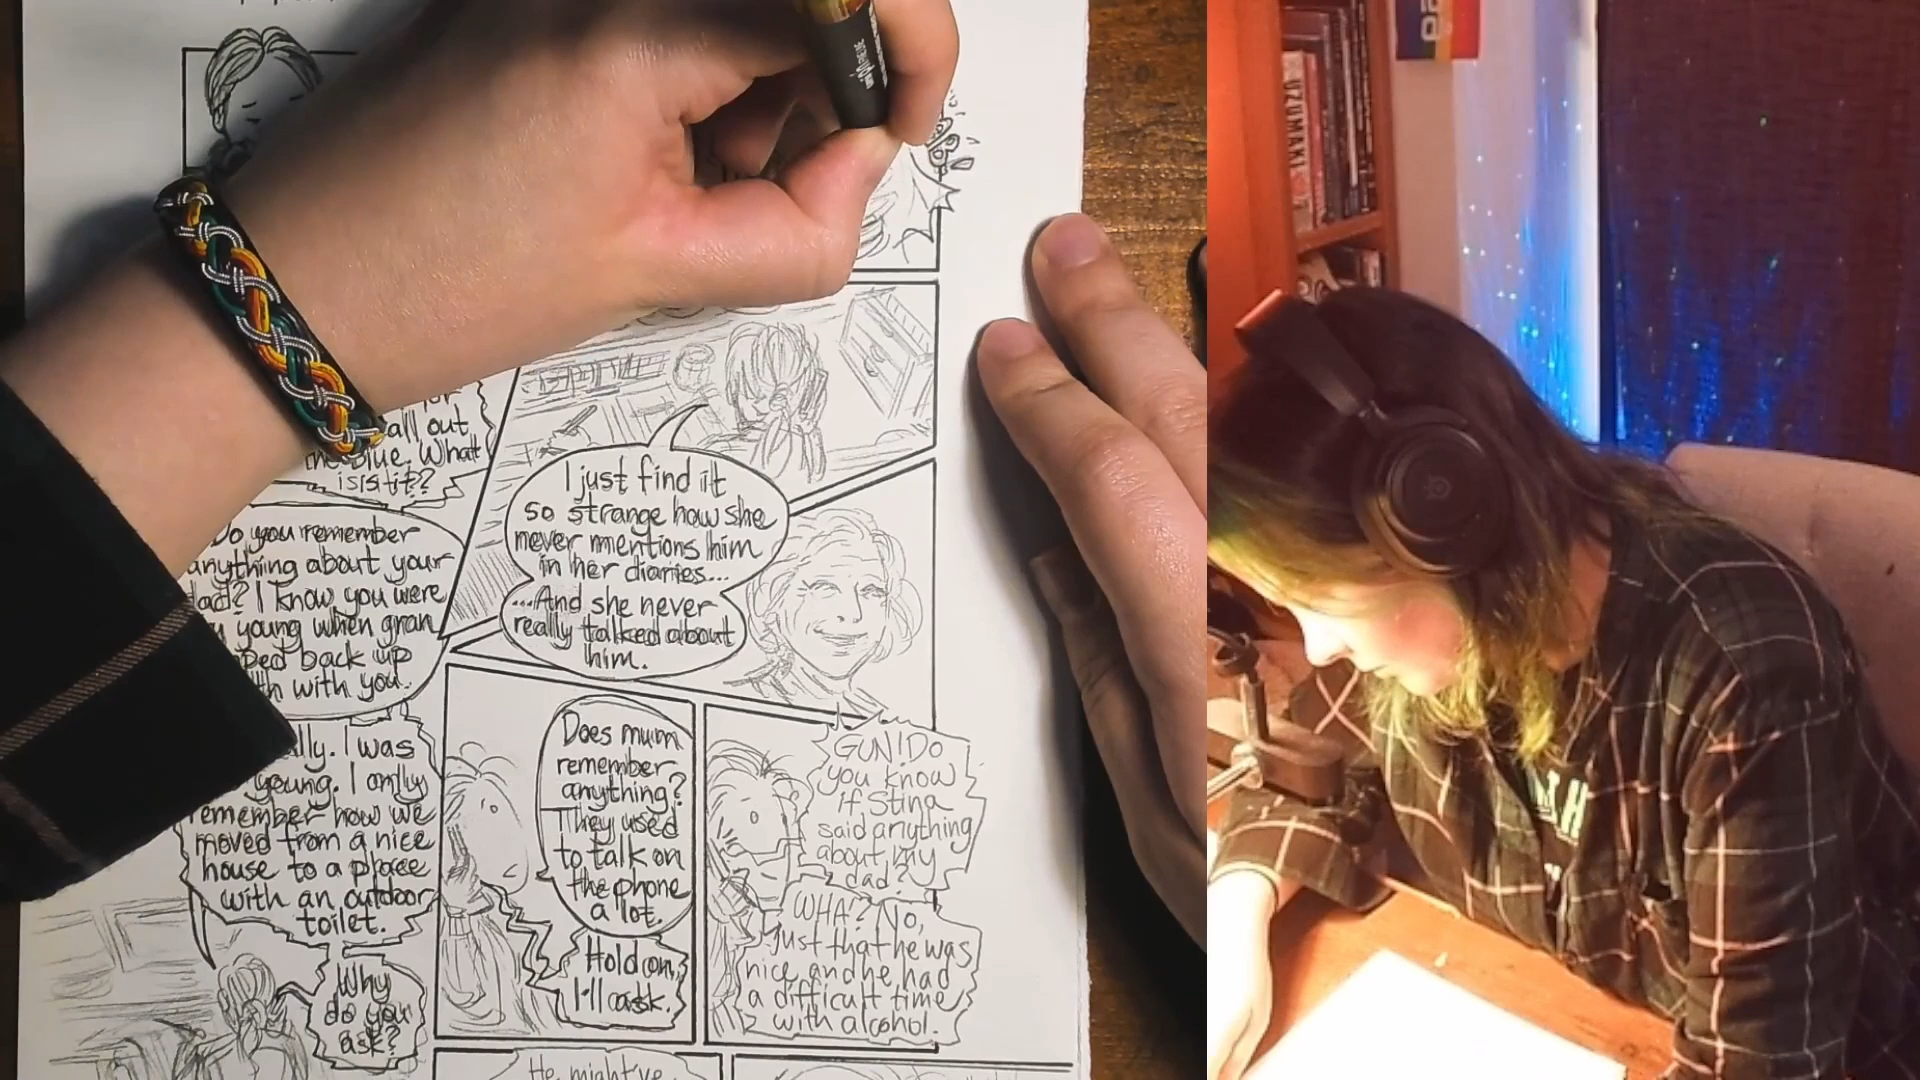 all out
the blue. What
is it?
Do you remember
anything about your
dad? I know you were
young when gran
back up
with you.
I was
young. I only
remember how we
moved from a nice
house to a place
with an outdoor
toilet.
Why
do you
ask?
I just find it
so strange how she
never mentions him
in her diaries...
...And she never
really talked about
him.
Does mum
remember
anything?
They used
to talk on
the phone
a lot.
Hold on,
I'll ask.
GUN! Do
you know
if Stina
said anything
about my
dad?
WHA? No,
just that he was
nice, and he had
a difficult time
with alcohol.
He might've
UZUMAKI